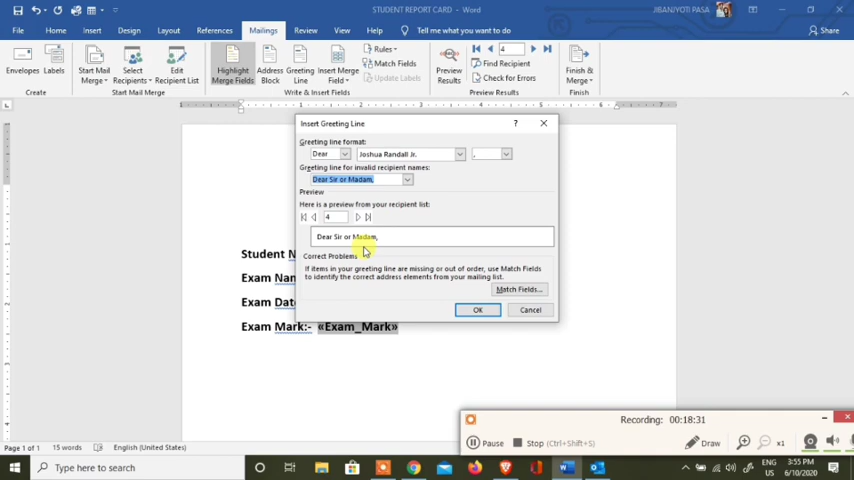 STUDENT REPORT CARD - Word
JIBANJYOTI PASA
File Home Insert Draw Design Layout References Mailings Review View Help Tell me what you want to do Share
Envelopes Labels
Create
Start Mail Merge
Select Recipients
Edit Recipient List
Start Mail Merge
Highlight Merge Fields
Address Block
Greeting Line
Insert Merge Field
Rules
Match Fields
Update Labels
Write & Insert Fields
Preview Results
4
Find Recipient
Check for Errors
Preview Results
Finish & Merge
Finish
Insert Greeting Line
?
Greeting line format:
Dear Joshua Randall Jr. ,
Greeting line for invalid recipient names:
Dear Sir or Madam,
Preview
Here is a preview from your recipient list:
4
Dear Sir or Madam,
Correct Problems
If items in your greeting line are missing or out of order, use Match Fields
to identify the correct address elements from your mailing list.
Match Fields...
OK Cancel
Student N
Exam Nam
Exam Date
Exam Mark:- «Exam_Mark»
Recording: 00:18:31
Pause Stop (Ctrl+Shift+S) Draw x1
Page 1 of 1 15 words English (United States)
Type here to search
ENG
US
3:55 PM
6/10/2020